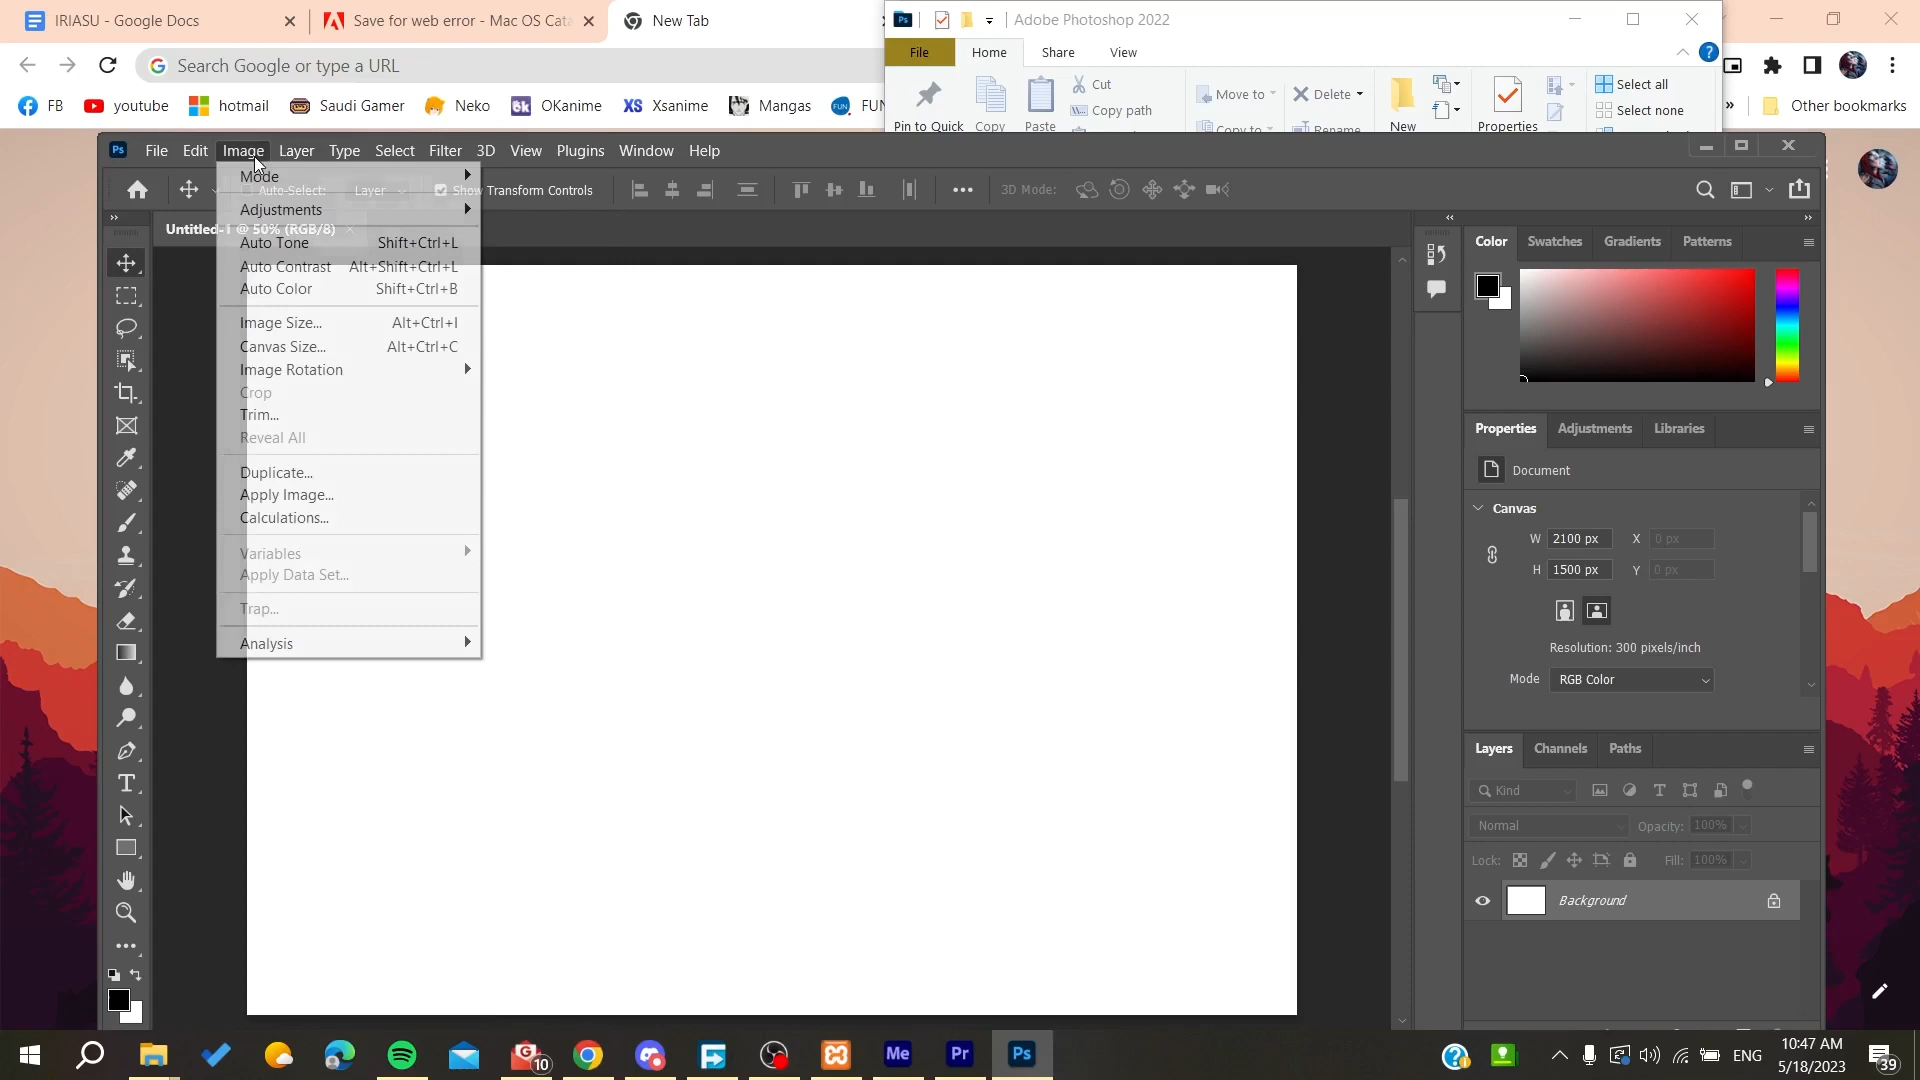 IRIASU - Google Docs
Save for web error - Mac OS Cata
New Tab
Adobe Photoshop 2022
File Home Share View
Search Google or type a URL
Cut
Copy path
Move to
Delete
Select all
Select none
Copy to
Rename
Pin to Quick Copy Paste New Properties
FB youtube hotmail Saudi Gamer Neko OKanime Xsanime Mangas FUN Other bookmarks
Ps File Edit Image Layer Type Select Filter 3D View Plugins Window Help
Auto-Select: Layer Show Transform Controls 3D Mode:
Untitled-1 @ 50% (RGB/8)
Mode
Adjustments
Auto Tone Shift+Ctrl+L
Auto Contrast Alt+Shift+Ctrl+L
Auto Color Shift+Ctrl+B
Image Size... Alt+Ctrl+I
Canvas Size... Alt+Ctrl+C
Image Rotation
Crop
Trim...
Reveal All
Duplicate...
Apply Image...
Calculations...
Variables
Apply Data Set...
Trap...
Analysis
Color Swatches Gradients Patterns
Properties Adjustments Libraries
Document
Canvas
W 2100 px X 0 px
H 1500 px Y 0 px
Resolution: 300 pixels/inch
Mode RGB Color
Layers Channels Paths
Kind
Normal Opacity: 100%
Lock: Fill: 100%
Background
10 Me Pr Ps ENG
10:47 AM
5/18/2023
39